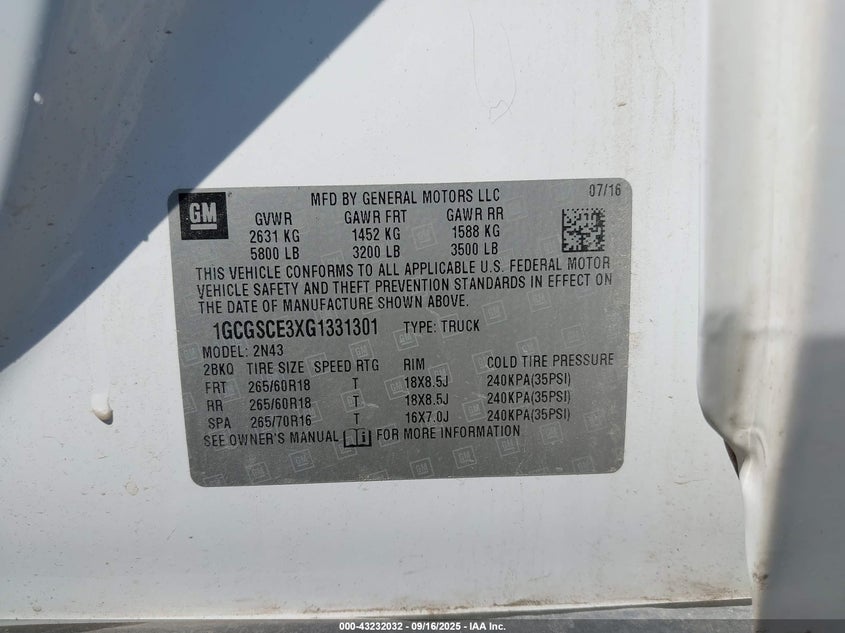 GM
MFD BY GENERAL MOTORS LLC 07/16
GVWR GAWR FRT GAWR RR
2631 KG 1452 KG 1588 KG
5800 LB 3200 LB 3500 LB
THIS VEHICLE CONFORMS TO ALL APPLICABLE U.S. FEDERAL MOTOR
VEHICLE SAFETY AND THEFT PREVENTION STANDARDS IN EFFECT ON
THE DATE OF MANUFACTURE SHOWN ABOVE.
1GCGSCE3XG1331301 TYPE: TRUCK
MODEL: 2N43
2BKQ TIRE SIZE SPEED RTG RIM COLD TIRE PRESSURE
FRT 265/60R18 T 18X8.5J 240KPA(35PSI)
RR 265/60R18 T 18X8.5J 240KPA(35PSI)
SPA 265/70R16 T 16X7.0J 240KPA(35PSI)
SEE OWNER'S MANUAL FOR MORE INFORMATION
000-43232032 - 09/16/2025 - IAA Inc.